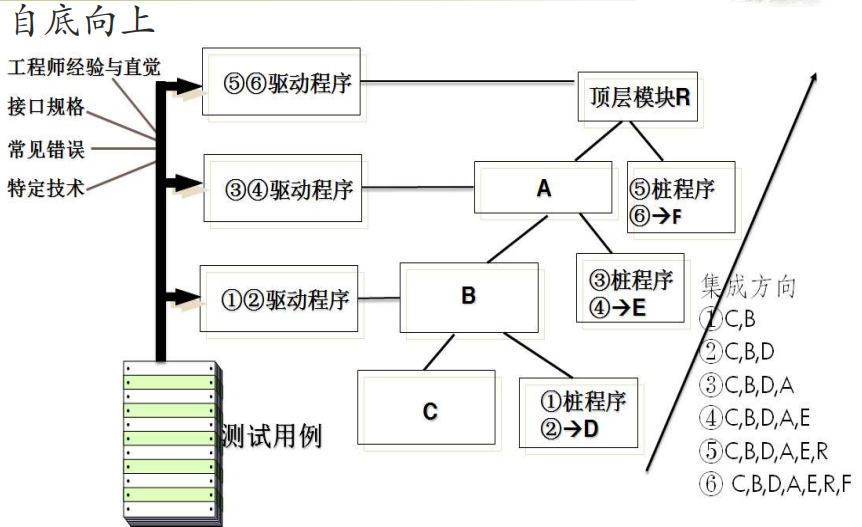 自底向上
工程师经验与直觉
接口规格
常见错误
特定技术
⑤⑥驱动程序
顶层模块R
③④驱动程序
A
⑤桩程序
⑥→F
①②驱动程序
B
③桩程序
④→E
C
①桩程序
②→D
测试用例
集成方向
①C,B
②C,B,D
③C,B,D,A
④C,B,D,A,E
⑤C,B,D,A,E,R
⑥ C,B,D,A,E,R,F